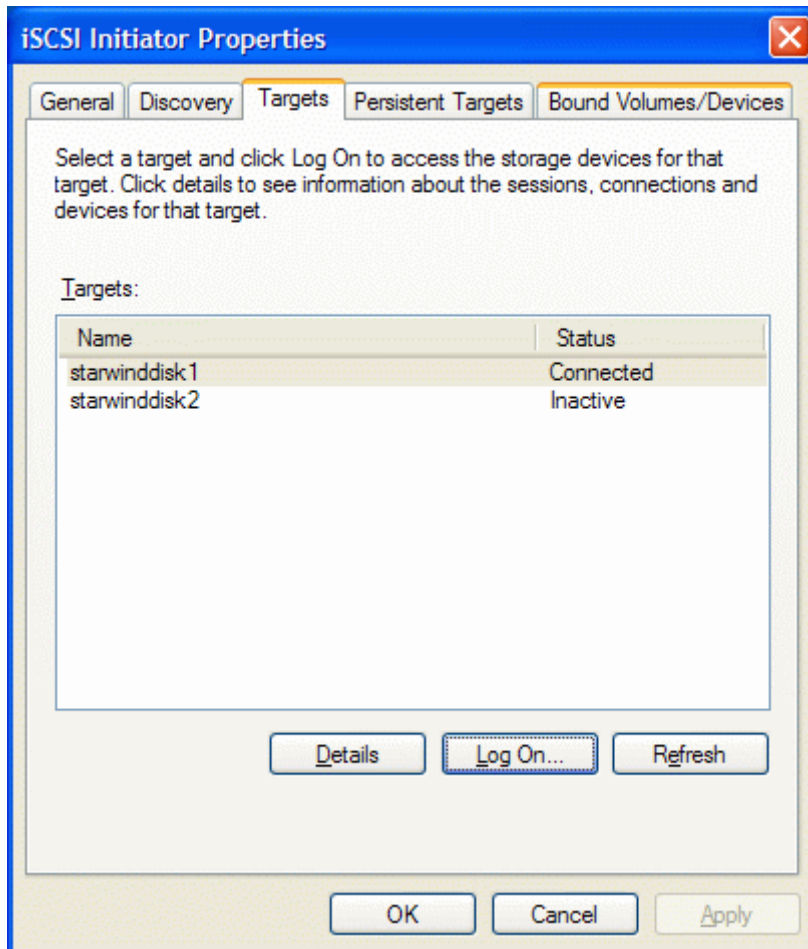 iSCSI Initiator Properties
General Discovery Targets Persistent Targets Bound Volumes/Devices
Select a target and click Log On to access the storage devices for that
target. Click details to see information about the sessions, connections and
devices for that target.
Targets:
Name Status
starwinddisk1 Connected
starwinddisk2 Inactive
Details Log On... Refresh
OK Cancel Apply